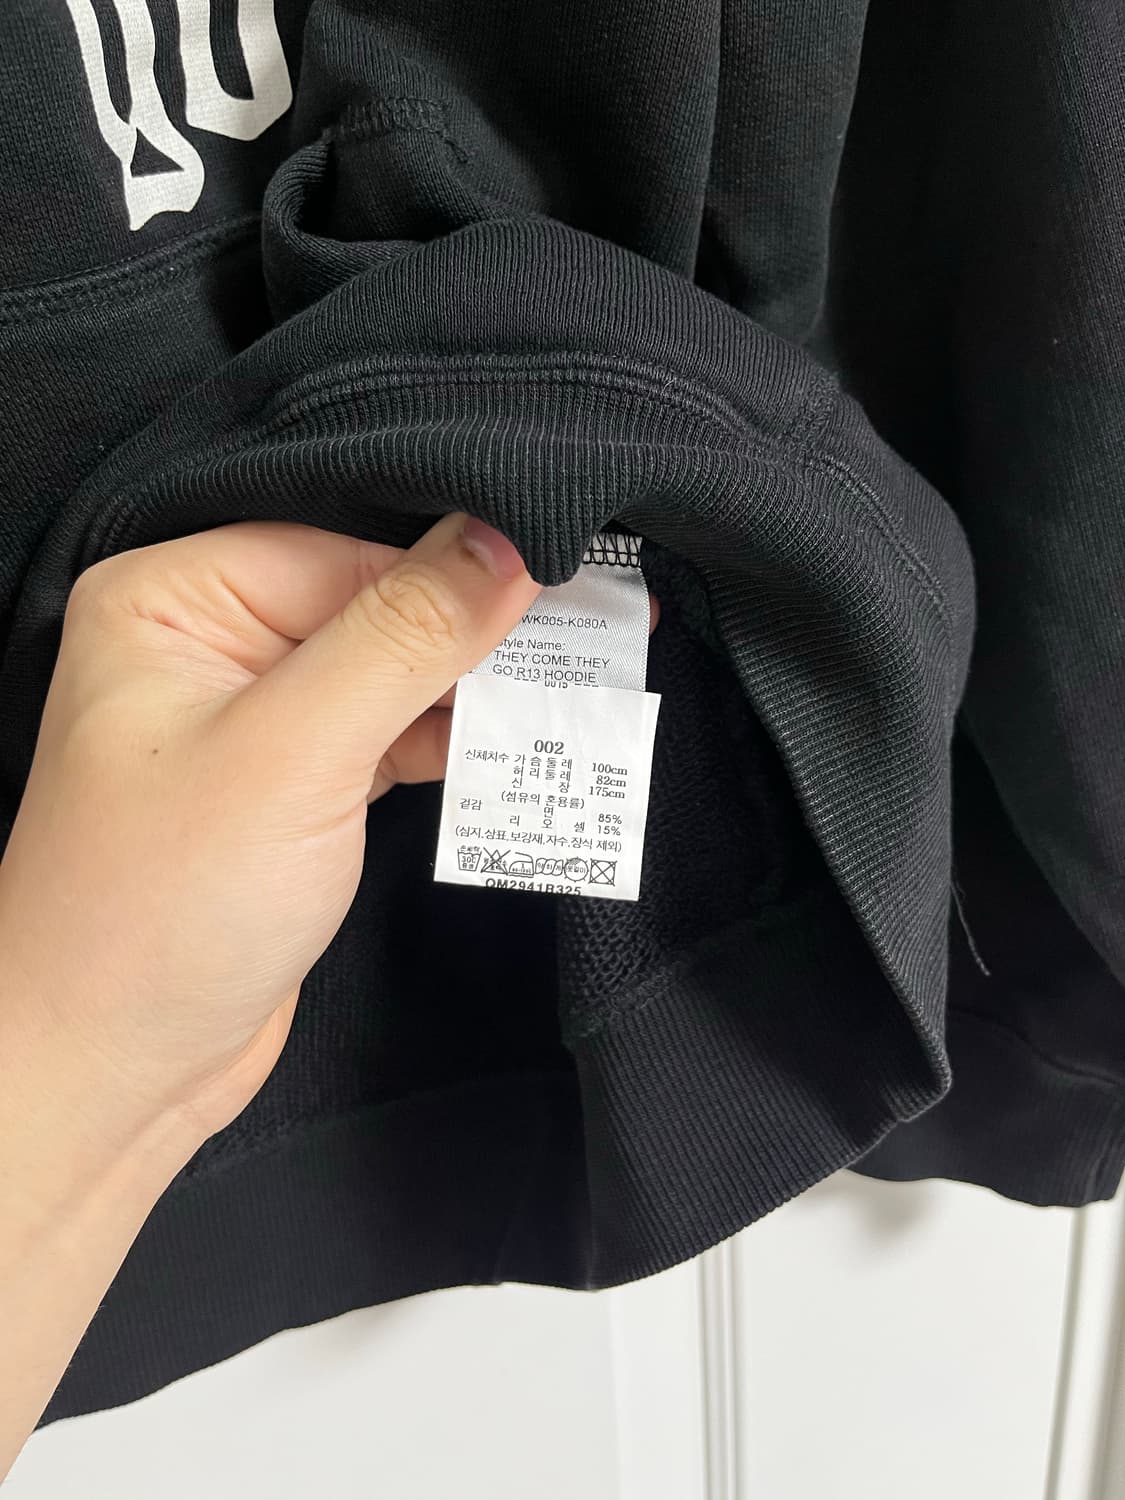 WK005-K080A
Style Name:
THEY COME THEY
GO R13 HOODIE
002
신체치수 가슴둘레 100cm
허리둘레 82cm
신 장 175cm
(섬유의 혼용률)
겉감 면 85%
리 오 셀 15%
(심지.상표.보강재.자수.장식 제외)
30℃
QM2941B325